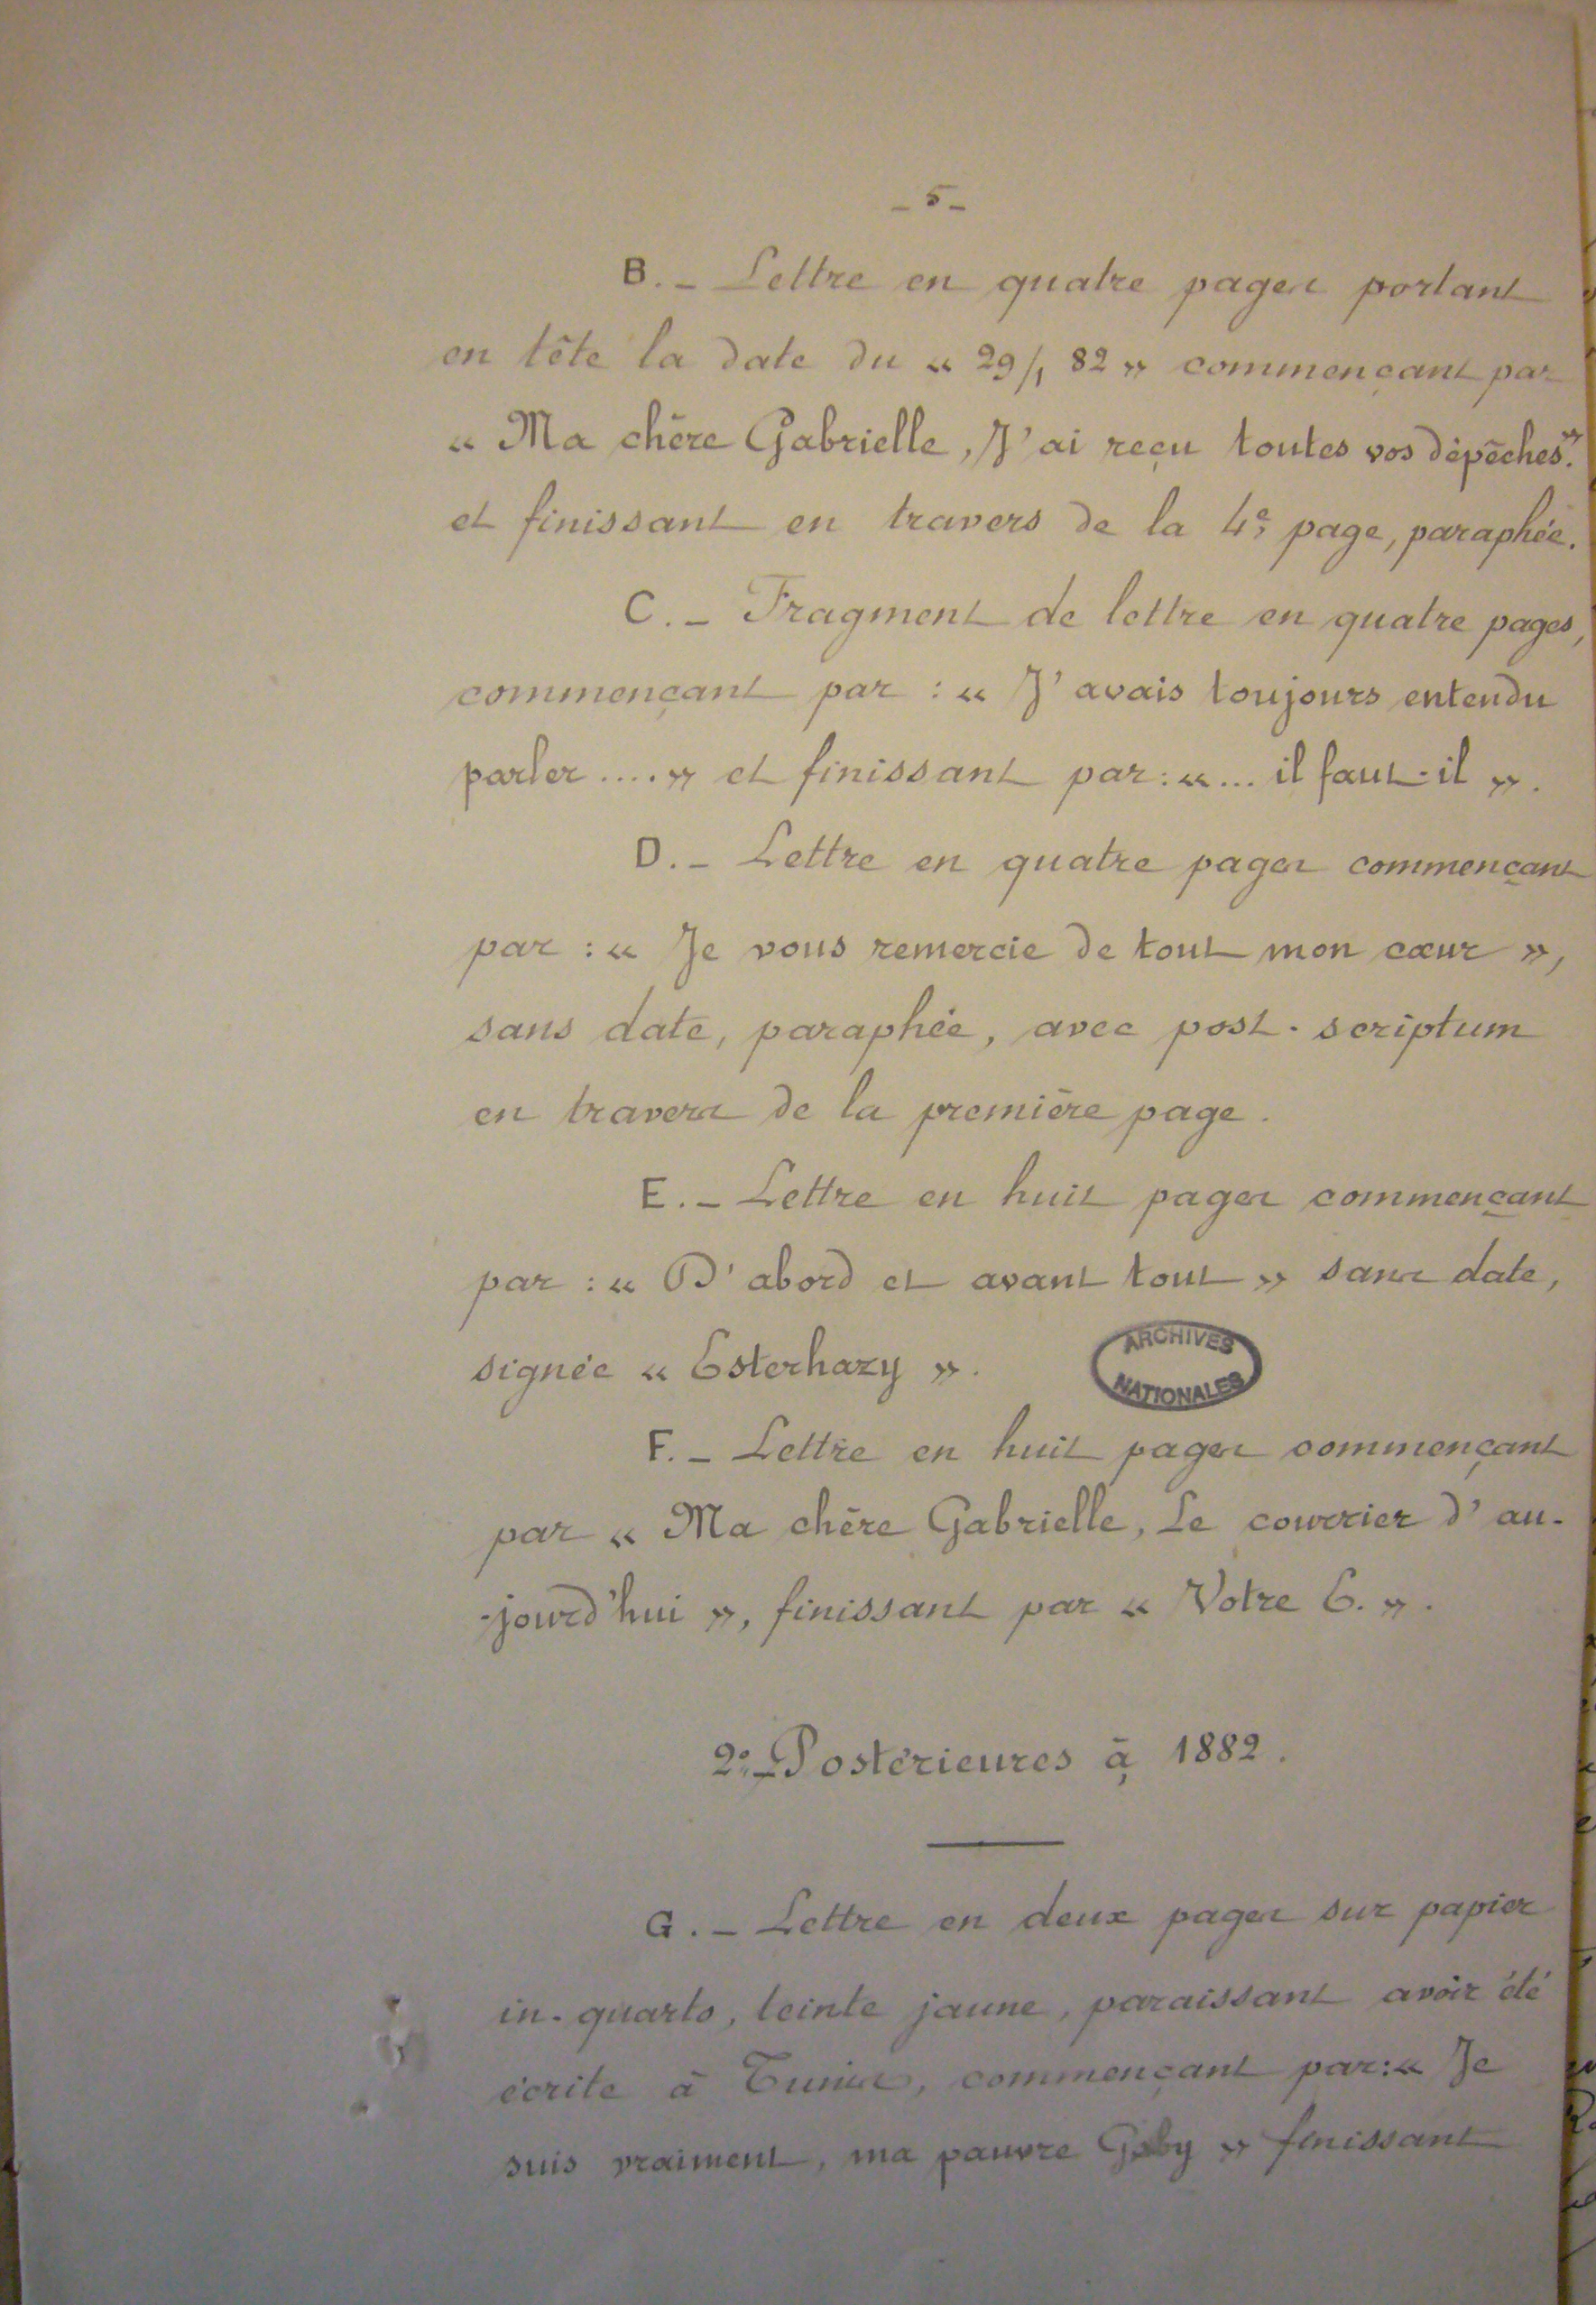 _ 5 _
B. _ Lettre en quatre pages portant
en tête la date du « 29/1 82 » commençant par
« Ma chère Gabrielle, J'ai reçu toutes vos dépêches. »
et finissant en travers de la 4e page, paraphée.
C. _ Fragment de lettre en quatre pages,
commençant par : « J'avais toujours entendu
parler .... » et finissant par : «... il faut-il ».
D. _ Lettre en quatre pages commençant
par : « Je vous remercie de tout mon cœur »,
sans date, paraphée, avec post-scriptum
en travers de la première page.
E. _ Lettre en huit pages commençant
par : « D'abord et avant tout » sans date,
signée « Esterhazy ».
ARCHIVES
NATIONALES
F. _ Lettre en huit pages commençant
par « Ma chère Gabrielle, Le courrier d'au-
-jourd'hui », finissant par « Votre E. ».
2o_ Postérieures à 1882.
G. _ Lettre en deux pages sur papier
in-quarto, teinte jaune, paraissant avoir été
écrite à Tunis, commençant par : « Je
suis vraiment, ma pauvre Gaby » finissant